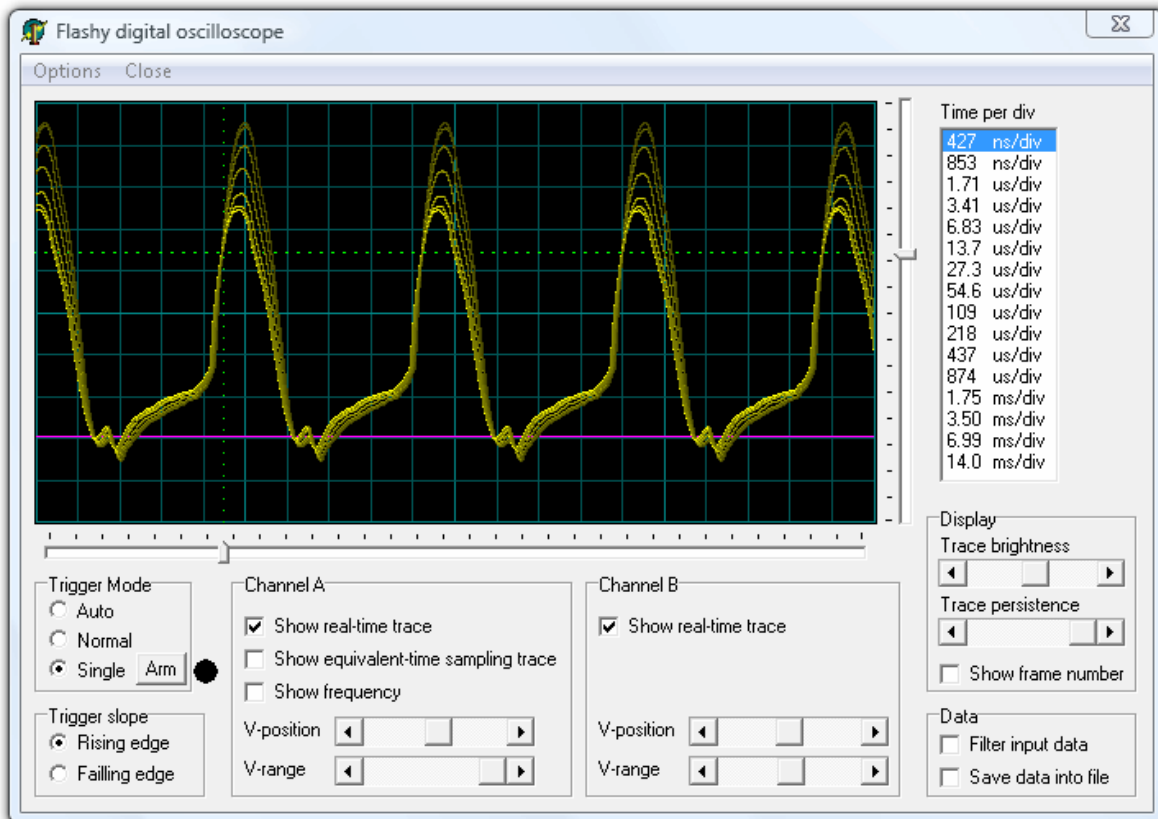 Flashy digital oscilloscope
Options Close
Time per div
427 ns/div
853 ns/div
1.71 us/div
3.41 us/div
6.83 us/div
13.7 us/div
27.3 us/div
54.6 us/div
109 us/div
218 us/div
437 us/div
874 us/div
1.75 ms/div
3.50 ms/div
6.99 ms/div
14.0 ms/div
Display
Trace brightness
Trace persistence
Show frame number
Trigger Mode
Auto
Normal
Single Arm
Trigger slope
Rising edge
Failling edge
Channel A
Show real-time trace
Show equivalent-time sampling trace
Show frequency
V-position
V-range
Channel B
Show real-time trace
V-position
V-range
Data
Filter input data
Save data into file